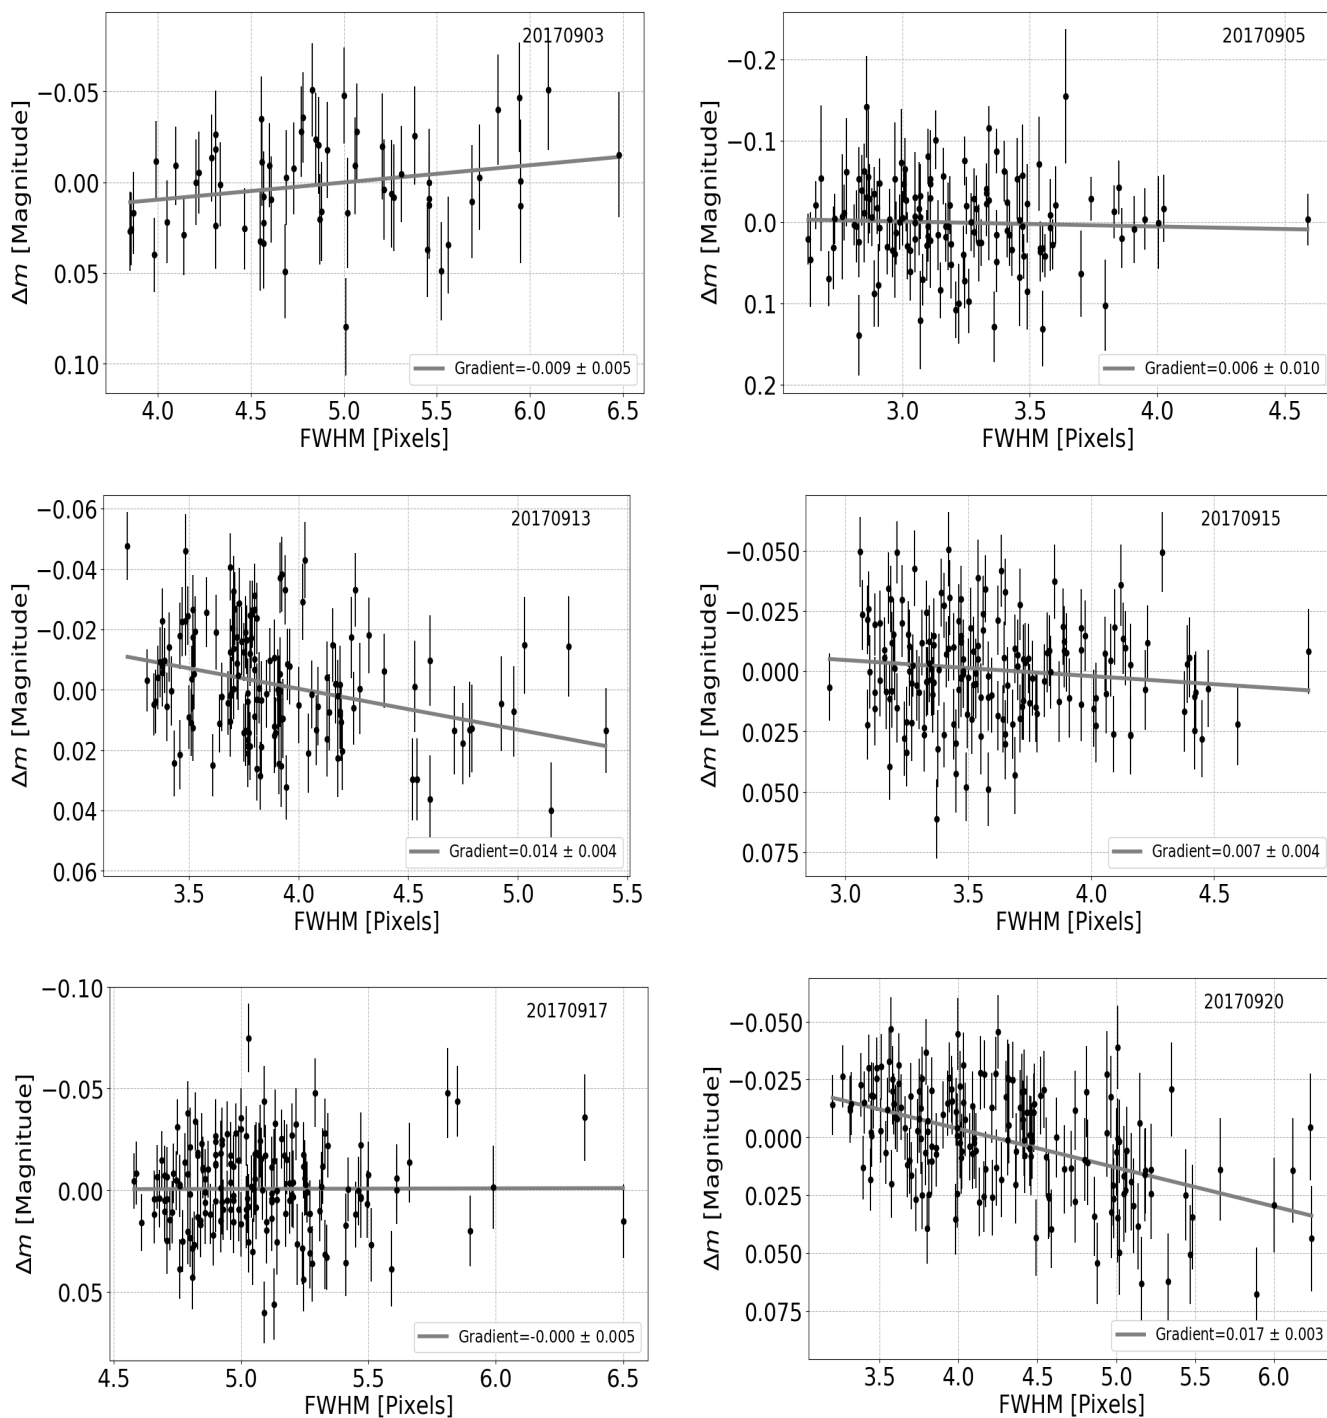 20170903
−0.05
0.00
0.05
0.10
Δm [Magnitude]
Gradient=-0.009 ± 0.005
4.0 4.5 5.0 5.5 6.0 6.5
FWHM [Pixels]
20170905
−0.2
−0.1
0.0
0.1
0.2
Δm [Magnitude]
Gradient=0.006 ± 0.010
3.0 3.5 4.0 4.5
FWHM [Pixels]
20170913
−0.06
−0.04
−0.02
0.00
0.02
0.04
0.06
Δm [Magnitude]
Gradient=0.014 ± 0.004
3.5 4.0 4.5 5.0 5.5
FWHM [Pixels]
20170915
−0.050
−0.025
0.000
0.025
0.050
0.075
Δm [Magnitude]
Gradient=0.007 ± 0.004
3.0 3.5 4.0 4.5
FWHM [Pixels]
20170917
−0.10
−0.05
0.00
0.05
Δm [Magnitude]
Gradient=-0.000 ± 0.005
4.5 5.0 5.5 6.0 6.5
FWHM [Pixels]
20170920
−0.050
−0.025
0.000
0.025
0.050
0.075
Δm [Magnitude]
Gradient=0.017 ± 0.003
3.5 4.0 4.5 5.0 5.5 6.0
FWHM [Pixels]